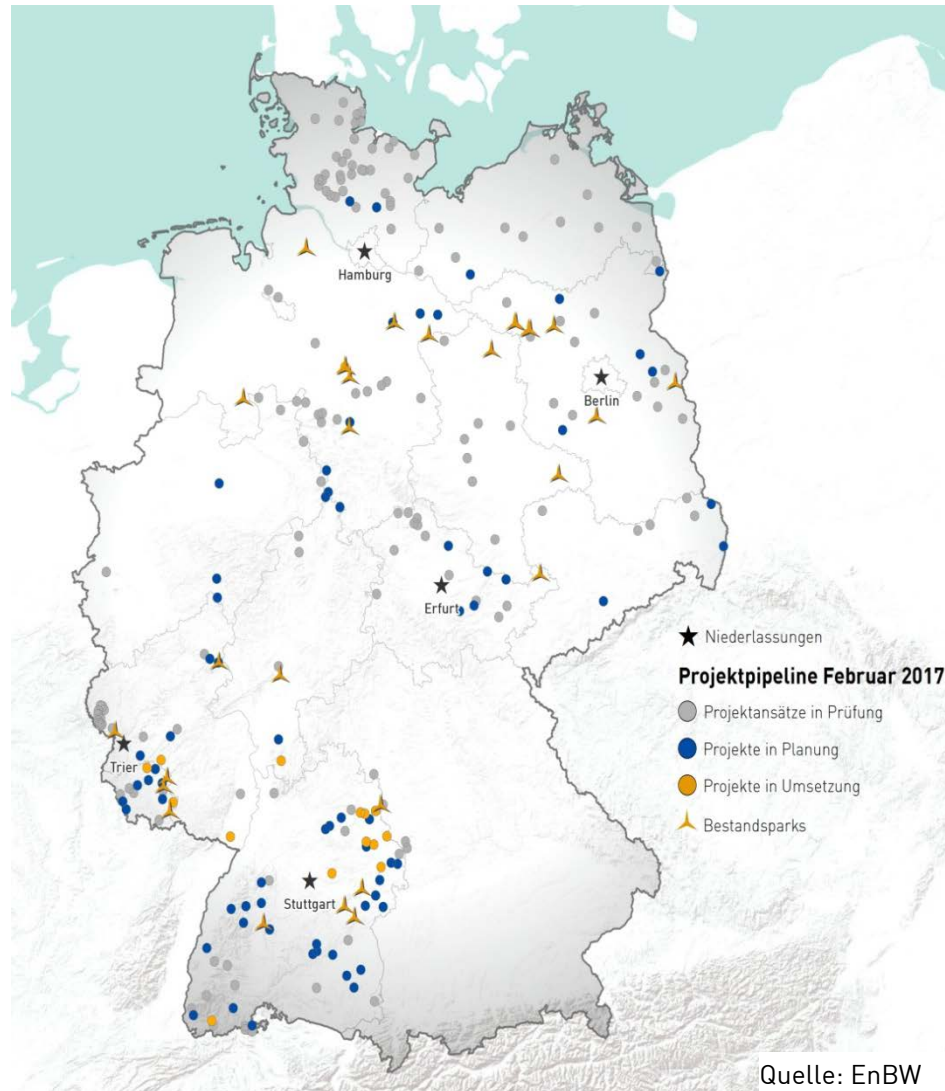 Hamburg
Berlin
Erfurt
Trier
Stuttgart
Niederlassungen
Projektpipeline Februar 2017
Projektansätze in Prüfung
Projekte in Planung
Projekte in Umsetzung
Bestandsparks
Quelle: EnBW